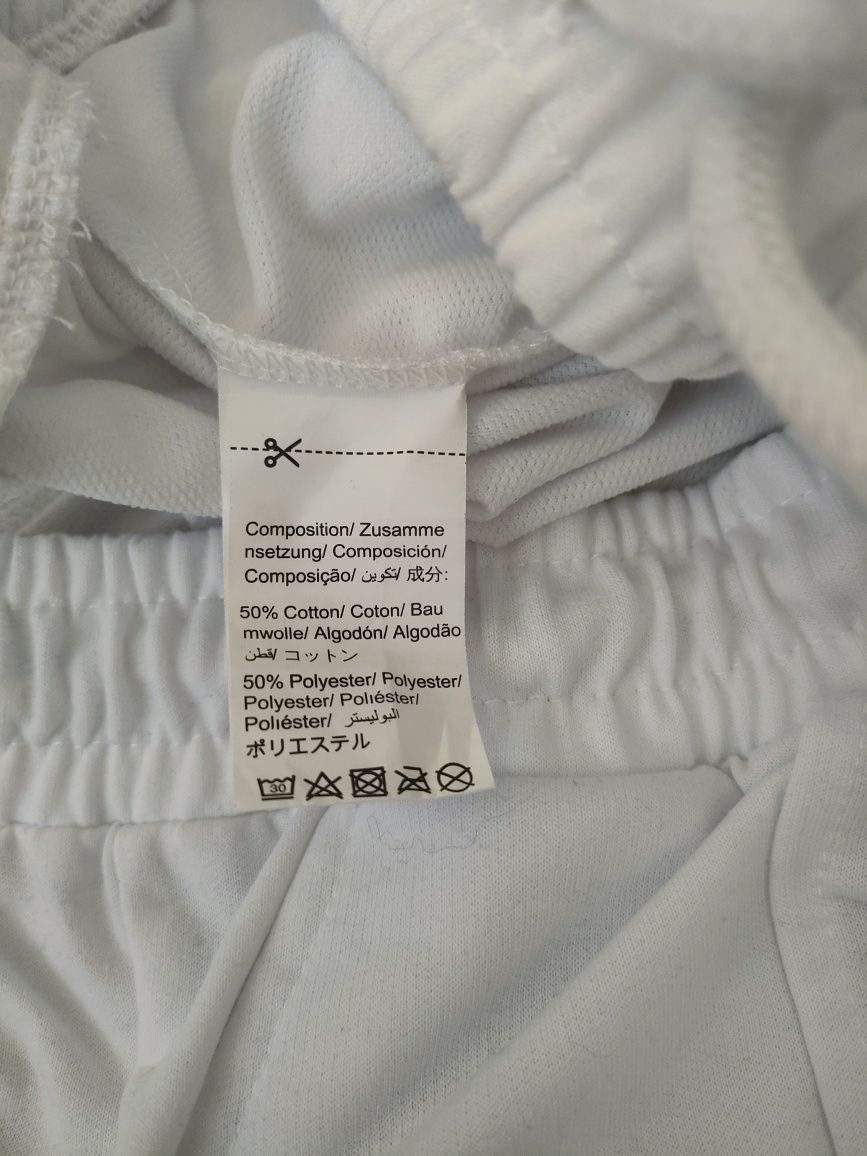 Composition/ Zusamme
nsetzung/ Composición/
Composição/ تكوين/ 成分:
50% Cotton/ Coton/ Bau
mwolle/ Algodón/ Algodão
قطن/ コットン
50% Polyester/ Polyester/
Polyester/ Poliéster/
Poliéster/ البوليستر
ポリエステル
30